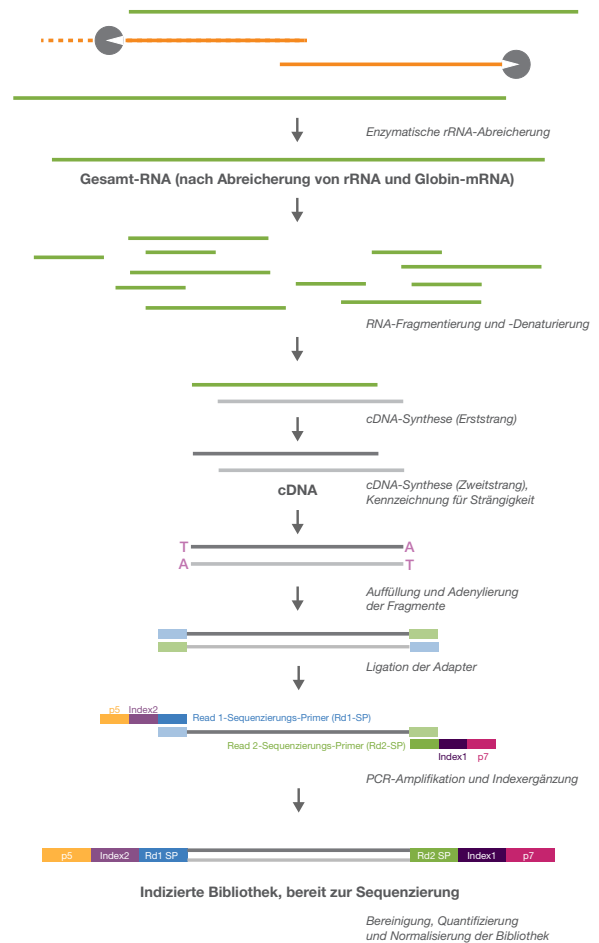 Enzymatische rRNA-Abreicherung
Gesamt-RNA (nach Abreicherung von rRNA und Globin-mRNA)
RNA-Fragmentierung und -Denaturierung
cDNA-Synthese (Erststrang)
cDNA
cDNA-Synthese (Zweitstrang),
Kennzeichnung für Strängigkeit
T A
A T
Auffüllung und Adenylierung
der Fragmente
Ligation der Adapter
p5 Index2
Read 1-Sequenzierungs-Primer (Rd1-SP)
Read 2-Sequenzierungs-Primer (Rd2-SP)
Index1 p7
PCR-Amplifikation und Indexergänzung
p5 Index2 Rd1 SP Rd2 SP Index1 p7
Indizierte Bibliothek, bereit zur Sequenzierung
Bereinigung, Quantifizierung
und Normalisierung der Bibliothek